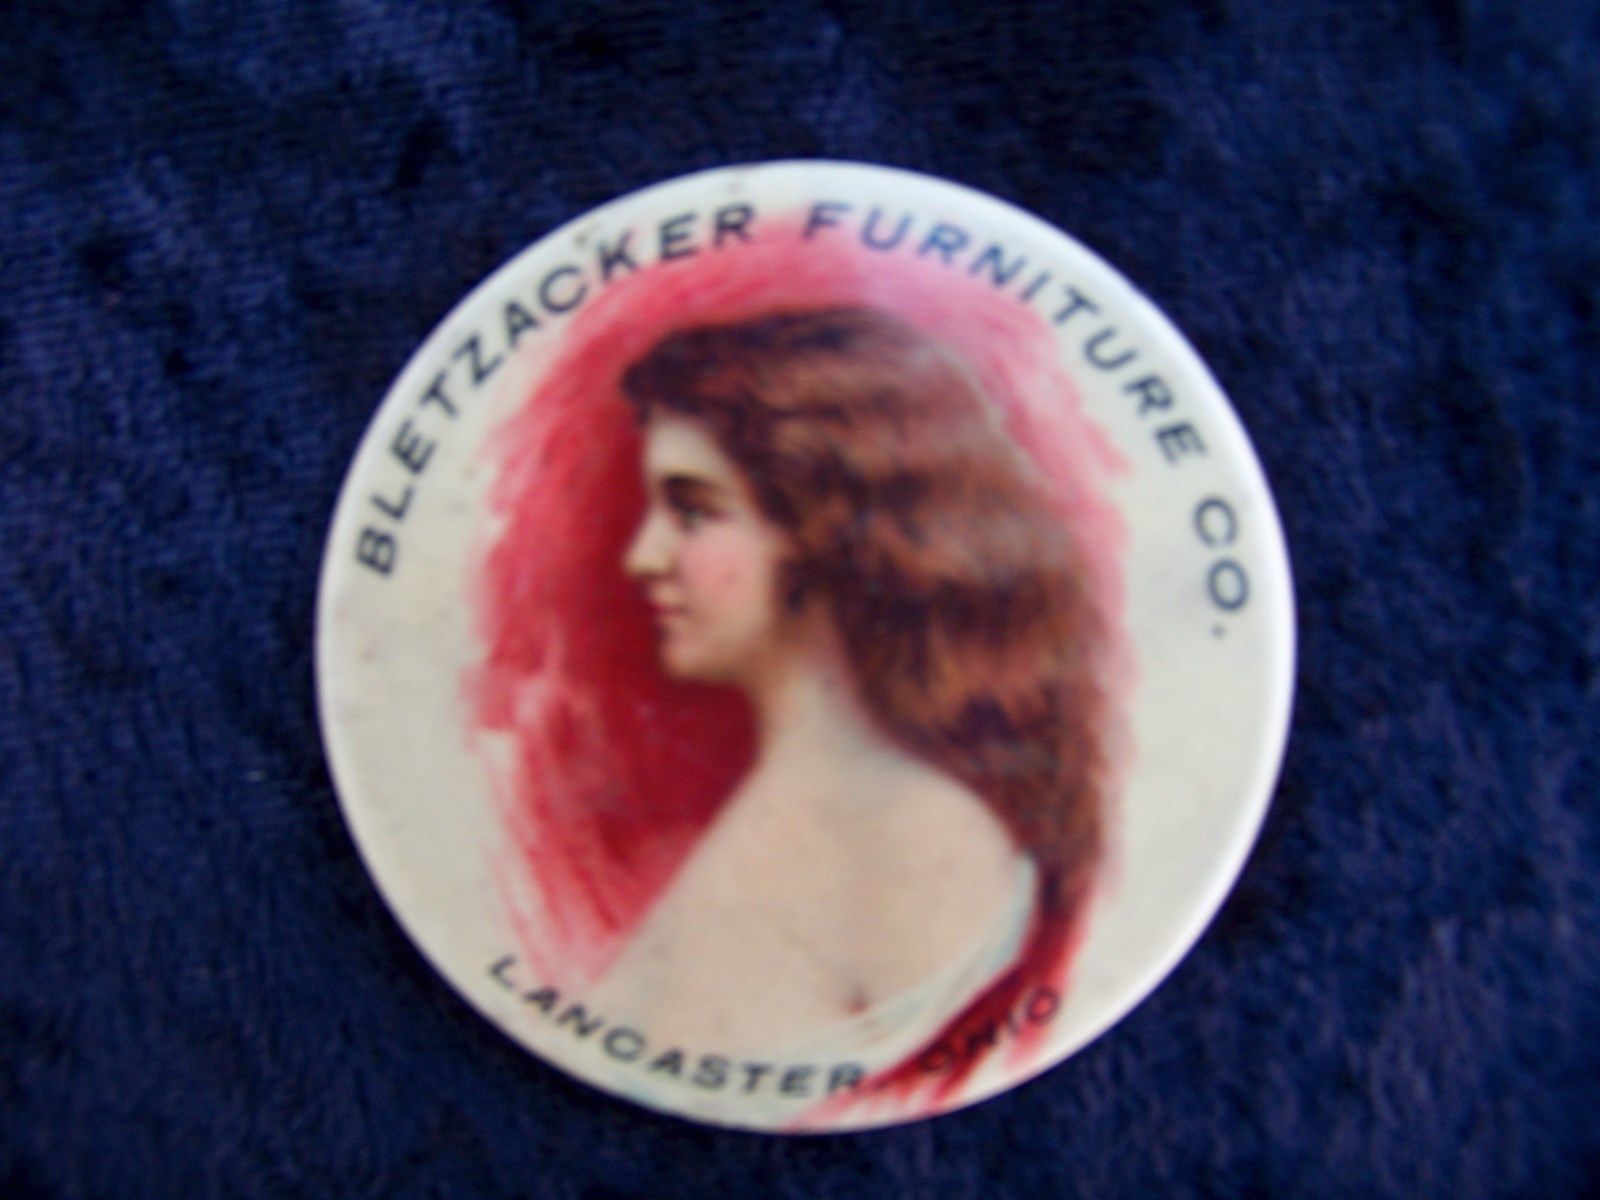 BLETZACKER FURNITURE CO.
LANCASTER, OHIO